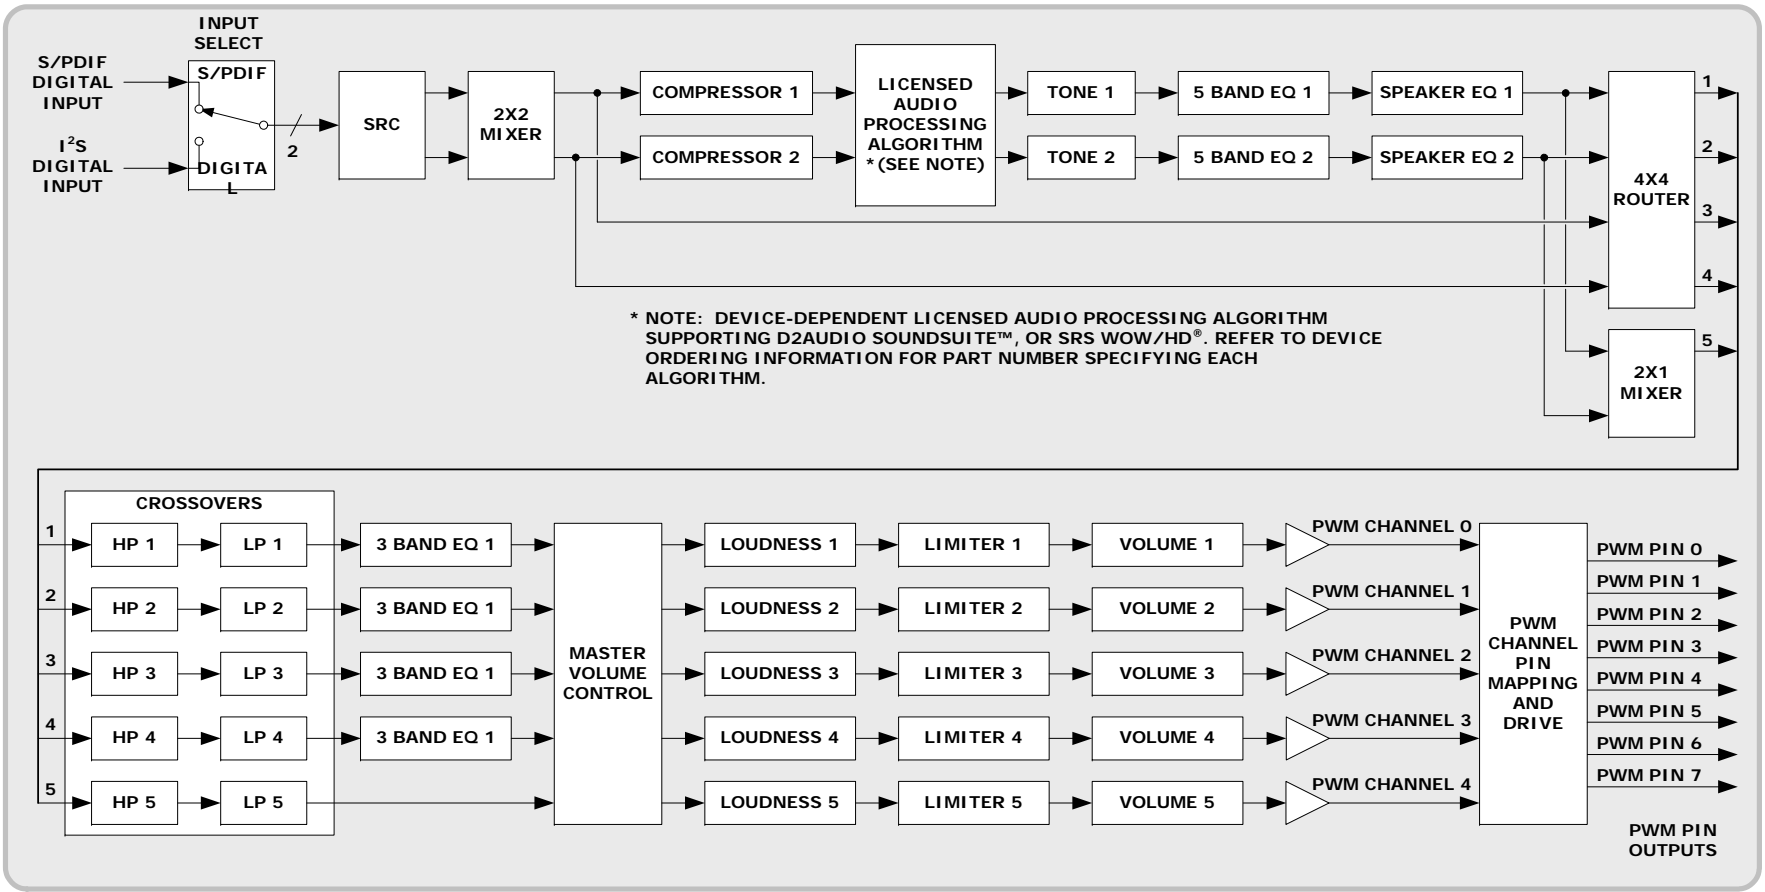 INPUT
SELECT
S/PDIF
DIGITAL
INPUT
I²S
DIGITAL
INPUT
S/PDIF
DIGITA
L
2
SRC
2X2
MIXER
COMPRESSOR 1
COMPRESSOR 2
LICENSED
AUDIO
PROCESSING
ALGORITHM
*(SEE NOTE)
TONE 1
TONE 2
5 BAND EQ 1
5 BAND EQ 2
SPEAKER EQ 1
SPEAKER EQ 2
4X4
ROUTER
1
2
3
4
2X1
MIXER
5
* NOTE: DEVICE-DEPENDENT LICENSED AUDIO PROCESSING ALGORITHM
SUPPORTING D2AUDIO SOUNDSUITE™, OR SRS WOW/HD®. REFER TO DEVICE
ORDERING INFORMATION FOR PART NUMBER SPECIFYING EACH
ALGORITHM.
CROSSOVERS
1
HP 1
LP 1
3 BAND EQ 1
2
HP 2
LP 2
3 BAND EQ 1
3
HP 3
LP 3
3 BAND EQ 1
4
HP 4
LP 4
3 BAND EQ 1
5
HP 5
LP 5
MASTER
VOLUME
CONTROL
LOUDNESS 1
LIMITER 1
VOLUME 1
PWM CHANNEL 0
LOUDNESS 2
LIMITER 2
VOLUME 2
PWM CHANNEL 1
LOUDNESS 3
LIMITER 3
VOLUME 3
PWM CHANNEL 2
LOUDNESS 4
LIMITER 4
VOLUME 4
PWM CHANNEL 3
LOUDNESS 5
LIMITER 5
VOLUME 5
PWM CHANNEL 4
PWM
CHANNEL
PIN
MAPPING
AND
DRIVE
PWM PIN 0
PWM PIN 1
PWM PIN 2
PWM PIN 3
PWM PIN 4
PWM PIN 5
PWM PIN 6
PWM PIN 7
PWM PIN
OUTPUTS